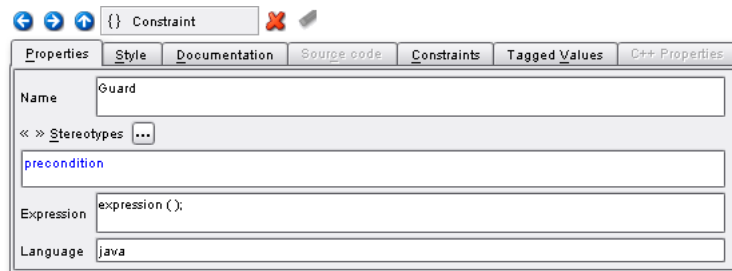 { } Constraint
Properties Style Documentation Source code Constraints Tagged Values C++ Properties
Name Guard
« » Stereotypes ...
precondition
Expression expression ( );
Language java